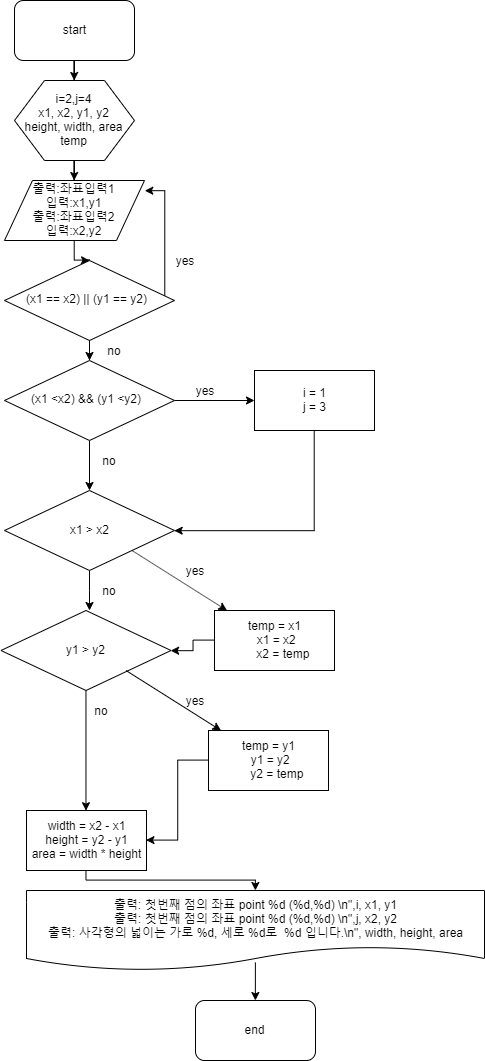 start
i=2,j=4
x1, x2, y1, y2
height, width, area
temp
출력:좌표입력1
입력:x1,y1
출력:좌표입력2
입력:x2,y2
yes
(x1 == x2) || (y1 == y2)
no
(x1 <x2) && (y1 <y2)
yes
i = 1
j = 3
no
x1 > x2
yes
no
temp = x1
x1 = x2
x2 = temp
y1 > y2
yes
no
temp = y1
y1 = y2
y2 = temp
width = x2 - x1
height = y2 - y1
area = width * height
출력: 첫번째 점의 좌표 point %d (%d,%d) \n",i, x1, y1
출력: 첫번째 점의 좌표 point %d (%d,%d) \n",j, x2, y2
출력: 사각형의 넓이는 가로 %d, 세로 %d로 %d 입니다.\n", width, height, area
end